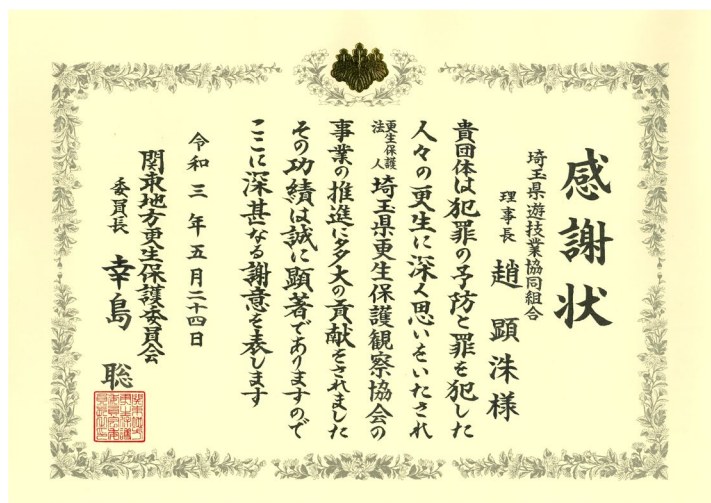 感謝状
埼玉県遊技業協同組合
理事長 趙顕洙様
貴団体は犯罪の予防と罪を犯した
人々の更生に深く思いをいたされ
更生保護法人 埼玉県更生保護観察協会の
事業の推進に多大の貢献をされました
その功績は誠に顕著でありますので
ここに深甚なる謝意を表します
令和三年五月二十四日
関東地方更生保護委員会
委員長 幸島聡